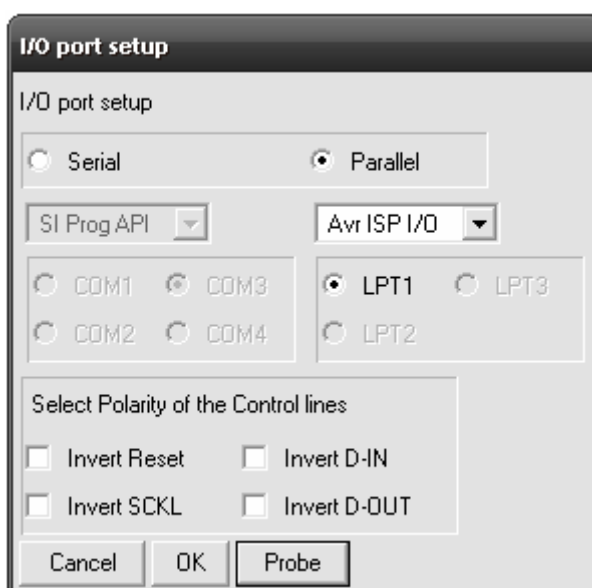 I/O port setup
I/O port setup
Serial Parallel
SI Prog API Avr ISP I/O
COM1 COM3 LPT1 LPT3
COM2 COM4 LPT2
Select Polarity of the Control lines
Invert Reset Invert D-IN
Invert SCKL Invert D-OUT
Cancel OK Probe